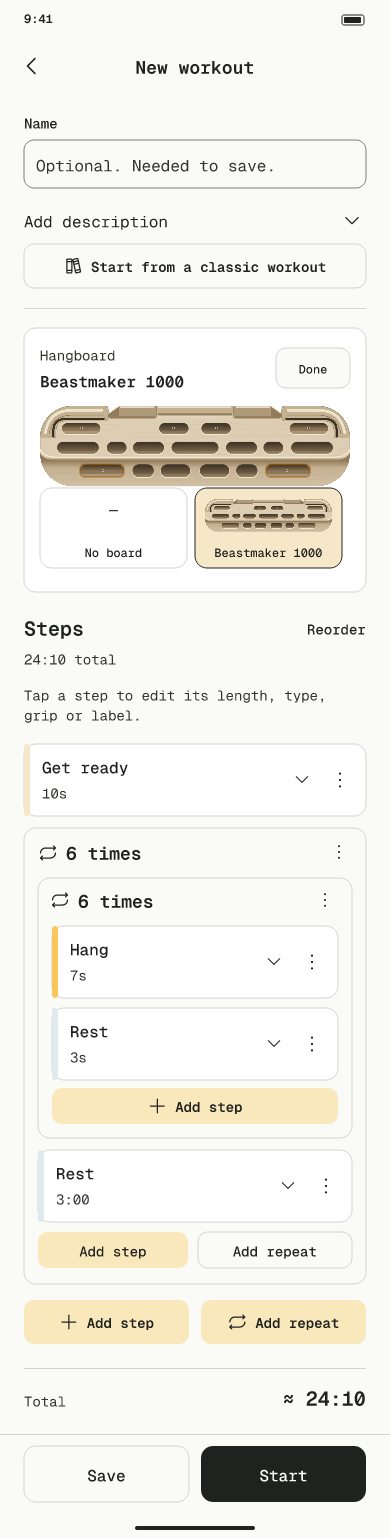 9:41
New workout
Name
Optional. Needed to save.
Add description
Start from a classic workout
Hangboard
Beastmaker 1000
Done
—
No board
Beastmaker 1000
Steps
Reorder
24:10 total
Tap a step to edit its length, type,
grip or label.
Get ready
10s
6 times
6 times
Hang
7s
Rest
3s
Add step
Rest
3:00
Add step
Add repeat
Add step
Add repeat
Total
≈ 24:10
Save
Start